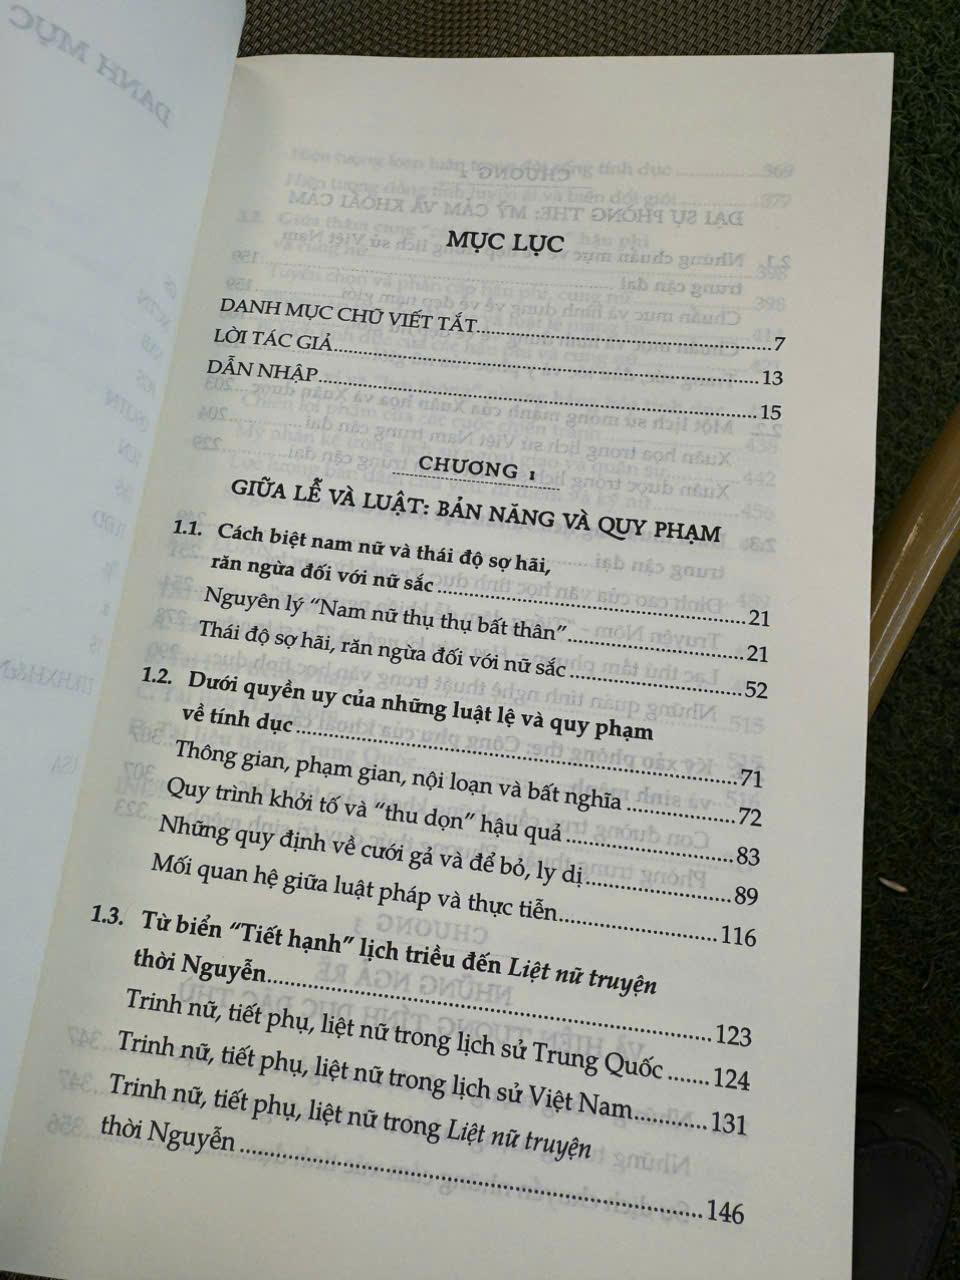 MỤC LỤC
DANH MỤC CHỮ VIẾT TẮT..........7
LỜI TÁC GIẢ..........13
DẪN NHẬP..........15
CHƯƠNG 1
GIỮA LỄ VÀ LUẬT: BẢN NĂNG VÀ QUY PHẠM
1.1. Cách biệt nam nữ và thái độ sợ hãi,
răn ngừa đối với nữ sắc..........21
Nguyên lý “Nam nữ thụ thụ bất thân”..........21
Thái độ sợ hãi, răn ngừa đối với nữ sắc..........52
1.2. Dưới quyền uy của những luật lệ và quy phạm
về tính dục..........71
Thông gian, phạm gian, nội loạn và bất nghĩa..........72
Quy trình khởi tố và “thu dọn” hậu quả..........83
Những quy định về cưới gả và để bỏ, ly dị..........89
Mối quan hệ giữa luật pháp và thực tiễn..........116
1.3. Từ biển “Tiết hạnh” lịch triều đến Liệt nữ truyện
thời Nguyễn..........123
Trinh nữ, tiết phụ, liệt nữ trong lịch sử Trung Quốc.......124
Trinh nữ, tiết phụ, liệt nữ trong lịch sử Việt Nam..........131
Trinh nữ, tiết phụ, liệt nữ trong Liệt nữ truyện
thời Nguyễn..........146